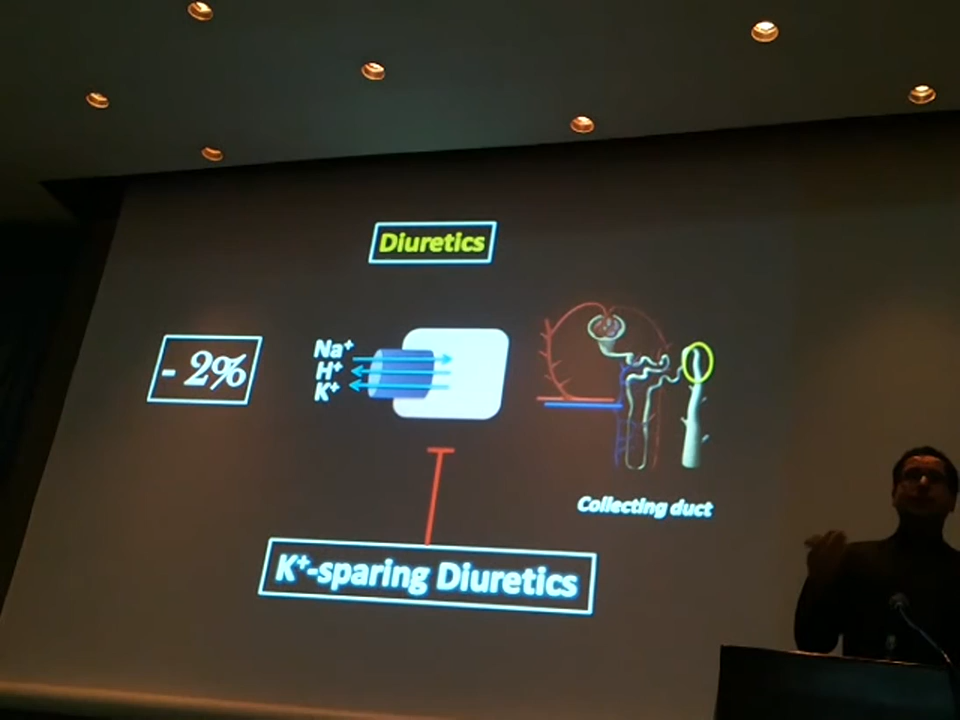 Diuretics
- 2%
Na⁺
H⁺
K⁺
Collecting duct
K⁺-sparing Diuretics